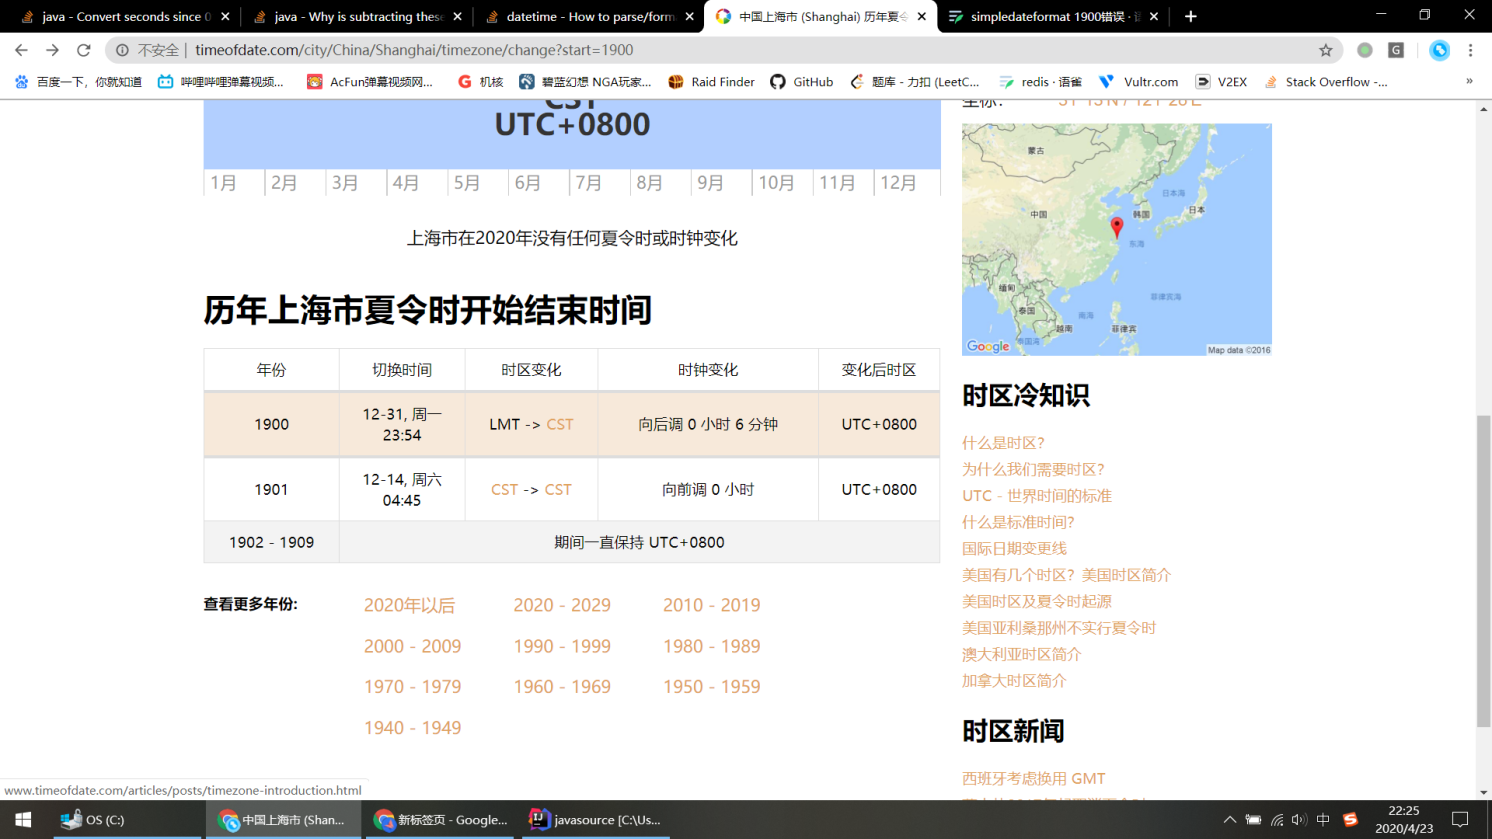 java - Convert seconds since 0
java - Why is subtracting these
datetime - How to parse/form
中国上海市 (Shanghai) 历年夏令
simpledateformat 1900错误 ·
不安全 | timeofdate.com/city/China/Shanghai/timezone/change?start=1900
百度一下，你就知道
哔哩哔哩弹幕视频...
AcFun弹幕视频网...
机核
碧蓝幻想 NGA玩家...
Raid Finder
GitHub
题库 - 力扣 (LeetC...
redis · 语雀
Vultr.com
V2EX
Stack Overflow -...
CST
UTC+0800
1月 2月 3月 4月 5月 6月 7月 8月 9月 10月 11月 12月
上海市在2020年没有任何夏令时或时钟变化
历年上海市夏令时开始结束时间
年份 切换时间 时区变化 时钟变化 变化后时区
1900 12-31, 周一 23:54 LMT -> CST 向后调 0 小时 6 分钟 UTC+0800
1901 12-14, 周六 04:45 CST -> CST 向前调 0 小时 UTC+0800
1902 - 1909 期间一直保持 UTC+0800
查看更多年份: 2020年以后 2020 - 2029 2010 - 2019
2000 - 2009 1990 - 1999 1980 - 1989
1970 - 1979 1960 - 1969 1950 - 1959
1940 - 1949
蒙古
中国
韩国
日本海
日本
东海
缅甸
泰国
越南
南海
菲律宾
菲律宾海
泰国湾
Google
Map data ©2016
时区冷知识
什么是时区?
为什么我们需要时区?
UTC - 世界时间的标准
什么是标准时间?
国际日期变更线
美国有几个时区? 美国时区简介
美国时区及夏令时起源
美国亚利桑那州不实行夏令时
澳大利亚时区简介
加拿大时区简介
时区新闻
西班牙考虑换用 GMT
www.timeofdate.com/articles/posts/timezone-introduction.html
OS (C:)
中国上海市 (Shan...
新标签页 - Google...
javasource [C:\Us...
中
22:25
2020/4/23